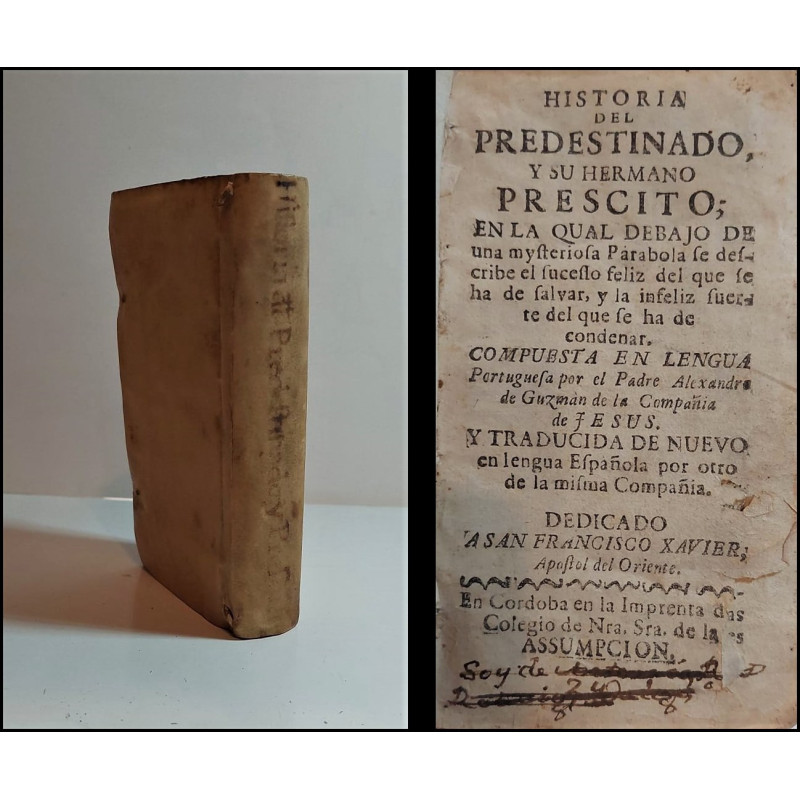 HISTORIA
DEL
PREDESTINADO,
Y SU HERMANO
PRESCITO;
EN LA QUAL DEBAJO DE
una mysteriosa Parabola se des-
cribe el sucesso feliz del que se
ha de salvar, y la infeliz suer-
te del que se ha de
condenar.
COMPUESTA EN LENGUA
Portuguesa por el Padre Alexandro
de Guzmàn de la Compañia
de JESUS.
Y TRADUCIDA DE NUEVO
en lengua Española por otro
de la misma Compañia.
DEDICADO
A SAN FRANCISCO XAVIER;
Apostol del Oriente.
En Cordoba en la Imprenta
Colegio de Nra. Sra. de la
ASSUMPCION.
Soy de